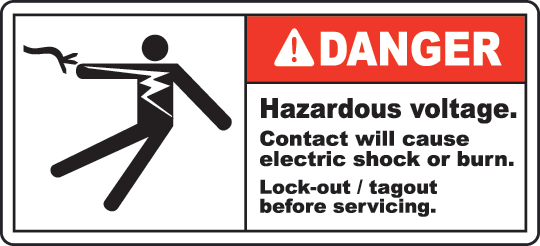 DANGER
Hazardous voltage.
Contact will cause
electric shock or burn.
Lock-out / tagout
before servicing.